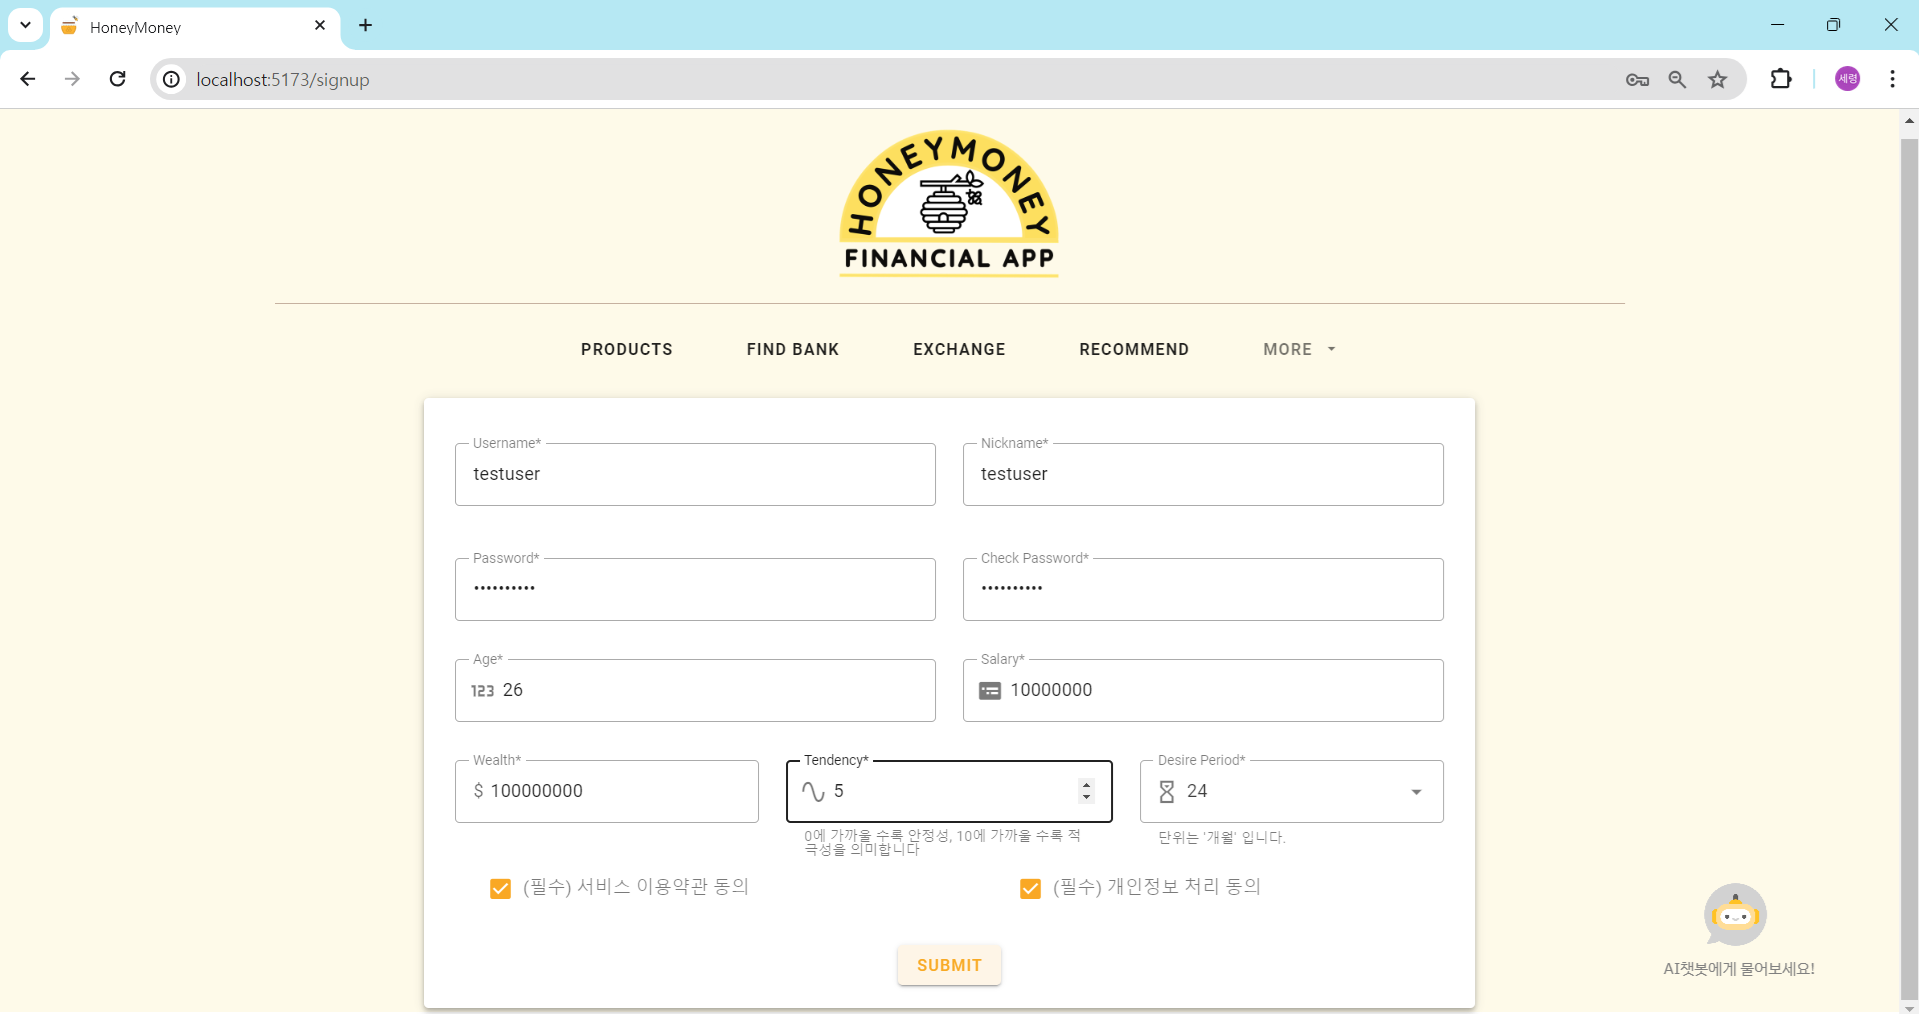 HoneyMoney
localhost:5173/signup
세령
HONEYMONEY
FINANCIAL APP
PRODUCTS
FIND BANK
EXCHANGE
RECOMMEND
MORE
Username*
testuser
Nickname*
testuser
Password*
••••••••••
Check Password*
••••••••••
Age*
123 26
Salary*
10000000
Wealth*
$ 100000000
Tendency*
5
0에 가까울 수록 안정성, 10에 가까울 수록 적
극성을 의미합니다
Desire Period*
24
단위는 '개월' 입니다.
(필수) 서비스 이용약관 동의
(필수) 개인정보 처리 동의
SUBMIT
AI챗봇에게 물어보세요!